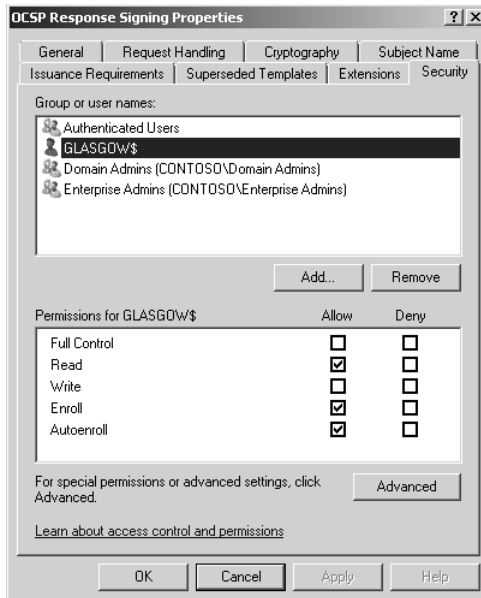 OCSP Response Signing Properties ? x
General Request Handling Cryptography Subject Name
Issuance Requirements Superseded Templates Extensions Security
Group or user names:
Authenticated Users
GLASGOW$
Domain Admins (CONTOSO\Domain Admins)
Enterprise Admins (CONTOSO\Enterprise Admins)
Add... Remove
Permissions for GLASGOW$ Allow Deny
Full Control
Read
Write
Enroll
Autoenroll
For special permissions or advanced settings, click
Advanced. Advanced
Learn about access control and permissions
OK Cancel Apply Help